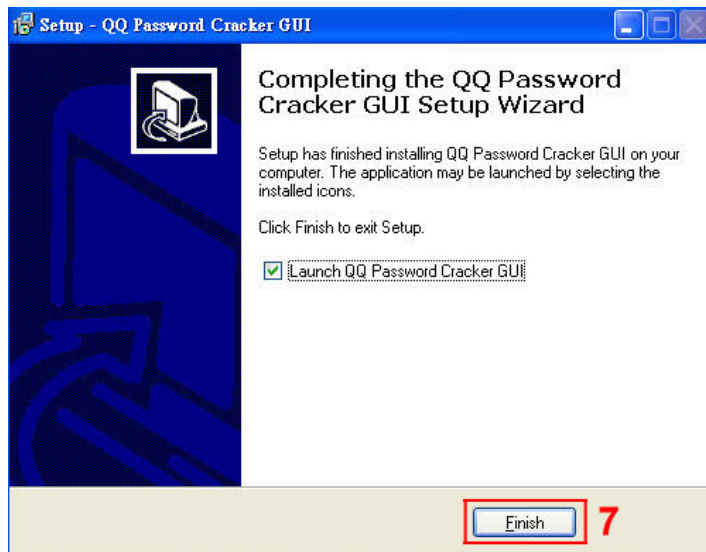 Setup - QQ Password Cracker GUI
Completing the QQ Password
Cracker GUI Setup Wizard
Setup has finished installing QQ Password Cracker GUI on your
computer. The application may be launched by selecting the
installed icons.
Click Finish to exit Setup.
Launch QQ Password Cracker GUI
Finish 7